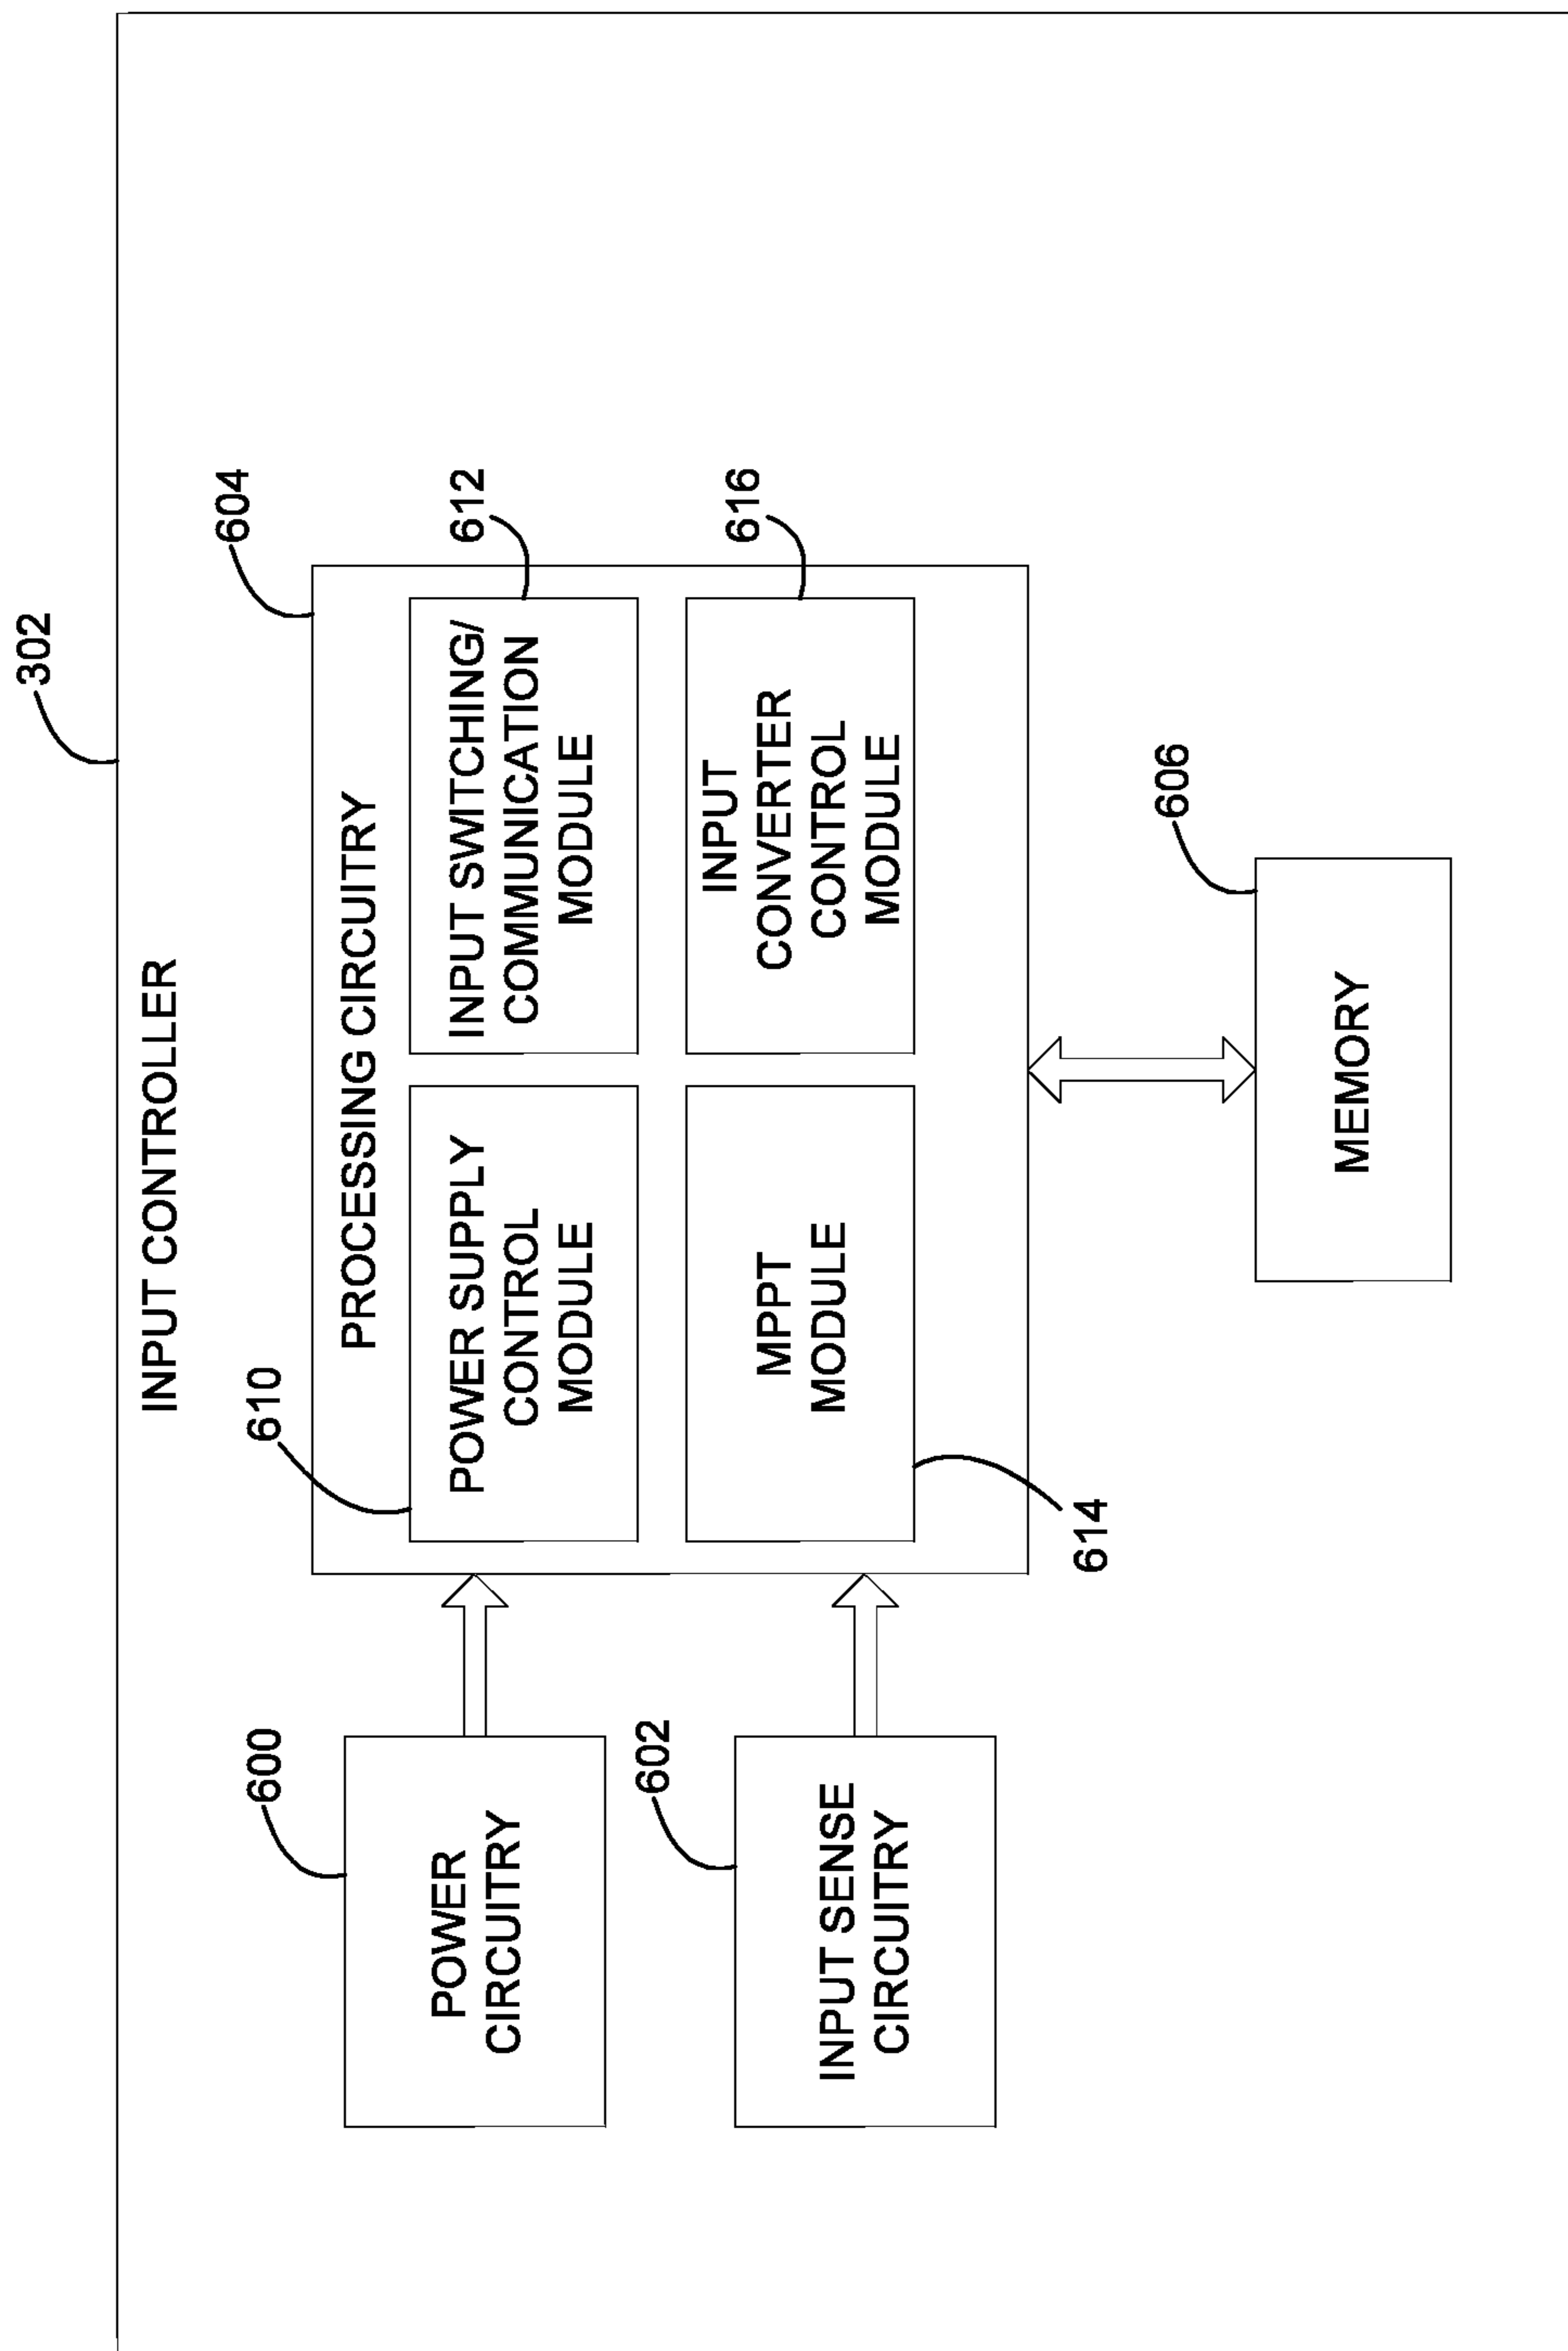 302
INPUT CONTROLLER
604
PROCESSING CIRCUITRY
600
POWER
CIRCUITRY
610
POWER SUPPLY
CONTROL
MODULE
612
INPUT SWITCHING/
COMMUNICATION
MODULE
602
INPUT SENSE
CIRCUITRY
614
MPPT
MODULE
616
INPUT
CONVERTER
CONTROL
MODULE
606
MEMORY